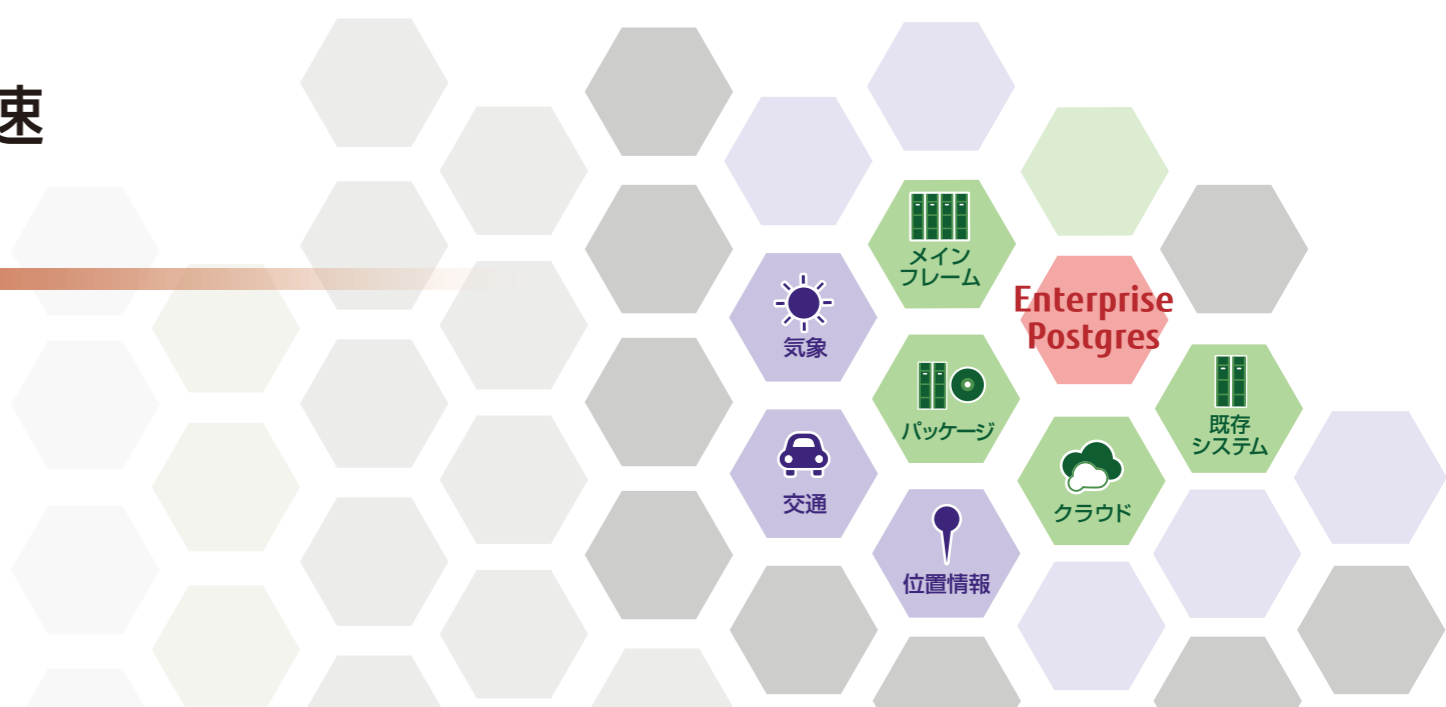 速
メイン
フレーム
Enterprise
Postgres
気象
パッケージ
既存
システム
交通
クラウド
位置情報